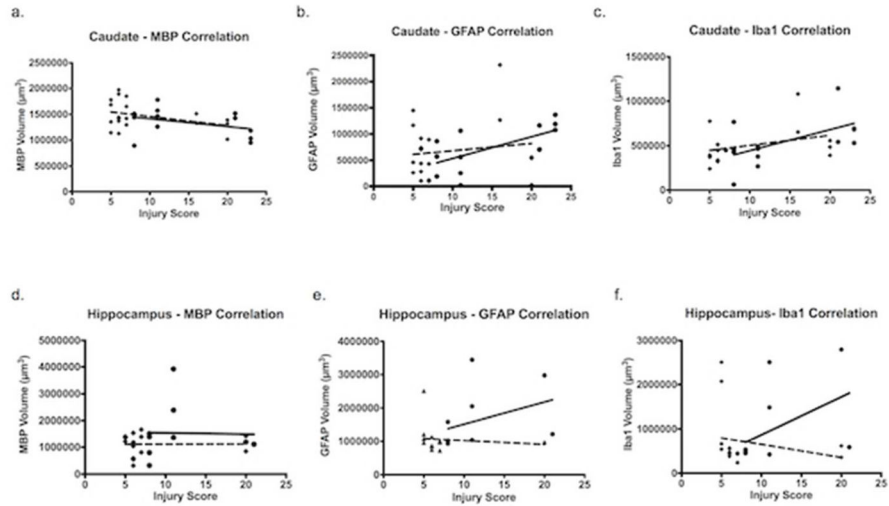 a.
Caudate - MBP Correlation
MBP Volume (µm³)
2500000
2000000
1500000
1000000
500000
0
0 5 10 15 20 25
Injury Score
b.
Caudate - GFAP Correlation
GFAP Volume (µm³)
2500000
2000000
1500000
1000000
500000
0
0 5 10 15 20 25
Injury Score
c.
Caudate - Iba1 Correlation
Iba1 Volume (µm³)
1500000
1000000
500000
0
0 5 10 15 20 25
Injury Score
d.
Hippocampus - MBP Correlation
MBP Volume (µm³)
5000000
4000000
3000000
2000000
1000000
0
0 5 10 15 20 25
Injury Score
e.
Hippocampus - GFAP Correlation
GFAP Volume (µm³)
4000000
3000000
2000000
1000000
0
0 5 10 15 20 25
Injury Score
f.
Hippocampus- Iba1 Correlation
Iba1 Volume (µm³)
3000000
2000000
1000000
0
0 5 10 15 20 25
Injury Score